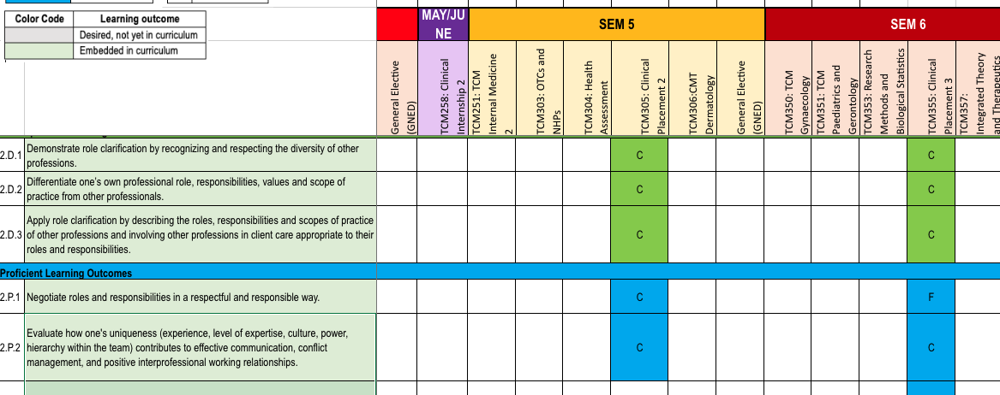 Color Code Learning outcome
Desired, not yet in curriculum
Embedded in curriculum
MAY/JU
NE
SEM 5
SEM 6
General Elective
(GNED)
TCM258: Clinical
Internship 2
TCM251: TCM
Internal Medicine
2
TCM303: OTCs and
NHPs
TCM304: Health
Assessment
TCM305: Clinical
Placement 2
TCM306:CMT
Dermatology
General Elective
(GNED)
TCM350: TCM
Gynaecology
TCM351: TCM
Paediatrics and
Gerontology
TCM353: Research
Methods and
Biological Statistics
TCM355: Clinical
Placement 3
TCM357:
Integrated Theory
and Therapeutics
2.D.1 Demonstrate role clarification by recognizing and respecting the diversity of other
professions.
C C
2.D.2 Differentiate one's own professional role, responsibilities, values and scope of
practice from other professionals.
C C
2.D.3 Apply role clarification by describing the roles, responsibilities and scopes of practice
of other professions and involving other professions in client care appropriate to their
roles and responsibilities.
C C
Proficient Learning Outcomes
2.P.1 Negotiate roles and responsibilities in a respectful and responsible way. C F
2.P.2 Evaluate how one's uniqueness (experience, level of expertise, culture, power,
hierarchy within the team) contributes to effective communication, conflict
management, and positive interprofessional working relationships.
C C